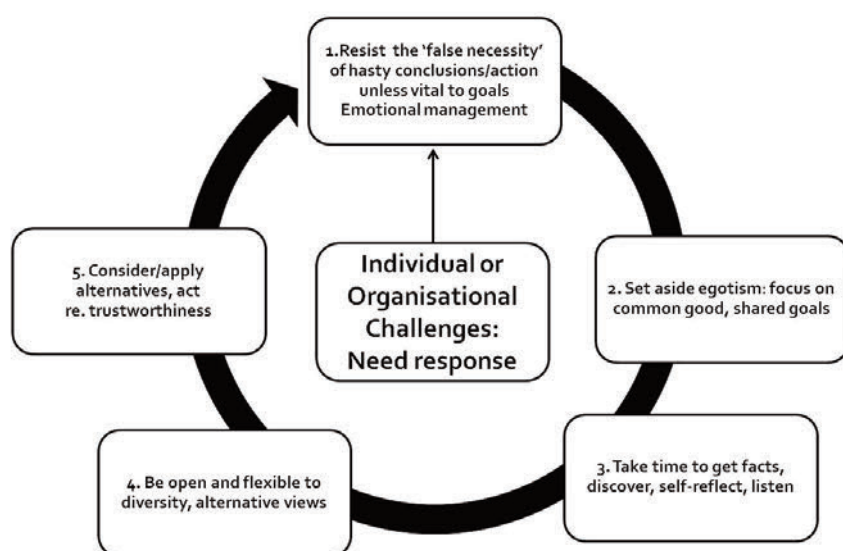 1.Resist the ‘false necessity’
of hasty conclusions/action
unless vital to goals
Emotional management
Individual or
Organisational
Challenges:
Need response
2. Set aside egotism: focus on
common good, shared goals
3. Take time to get facts,
discover, self-reflect, listen
4. Be open and flexible to
diversity, alternative views
5. Consider/apply
alternatives, act
re. trustworthiness